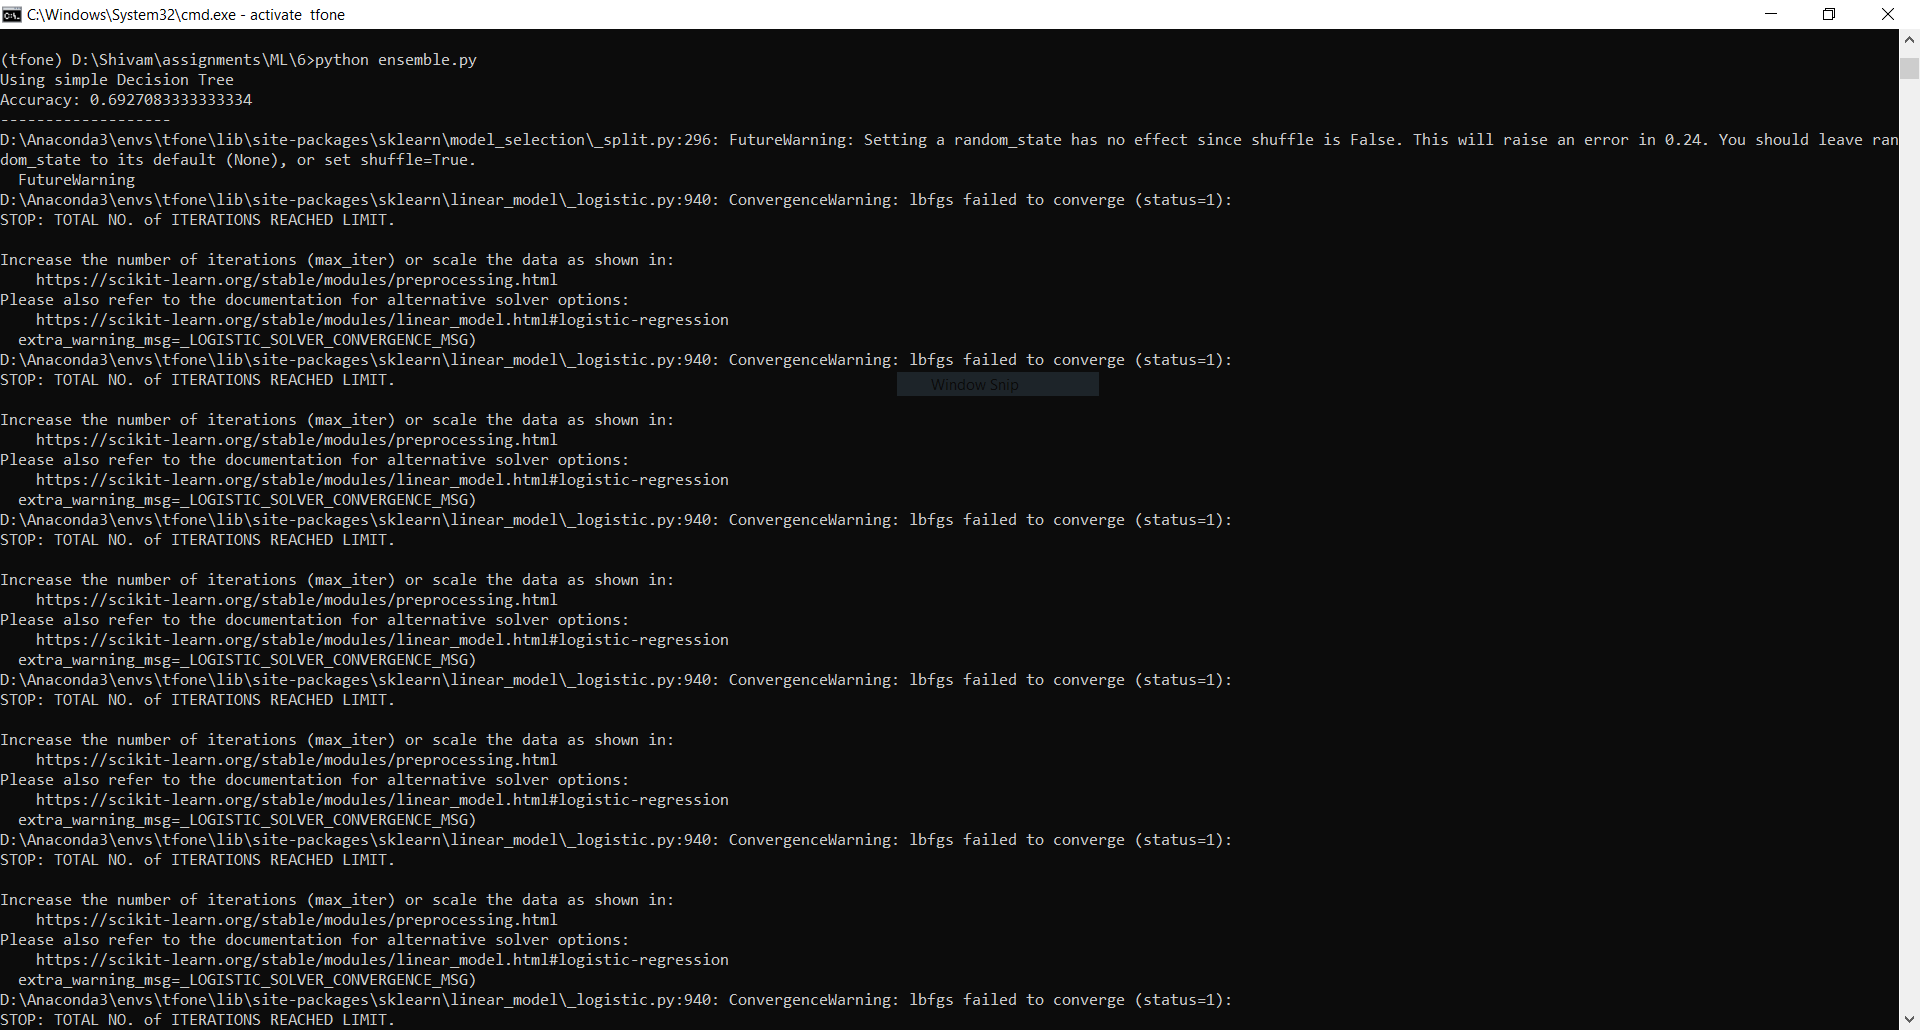 C:\Windows\System32\cmd.exe - activate  tfone
(tfone) D:\Shivam\assignments\ML\6>python ensemble.py
Using simple Decision Tree
Accuracy: 0.6927083333333334
-------------------
D:\Anaconda3\envs\tfone\lib\site-packages\sklearn\model_selection\_split.py:296: FutureWarning: Setting a random_state has no effect since shuffle is False. This will raise an error in 0.24. You should leave ran
dom_state to its default (None), or set shuffle=True.
  FutureWarning
D:\Anaconda3\envs\tfone\lib\site-packages\sklearn\linear_model\_logistic.py:940: ConvergenceWarning: lbfgs failed to converge (status=1):
STOP: TOTAL NO. of ITERATIONS REACHED LIMIT.

Increase the number of iterations (max_iter) or scale the data as shown in:
    https://scikit-learn.org/stable/modules/preprocessing.html
Please also refer to the documentation for alternative solver options:
    https://scikit-learn.org/stable/modules/linear_model.html#logistic-regression
  extra_warning_msg=_LOGISTIC_SOLVER_CONVERGENCE_MSG)
D:\Anaconda3\envs\tfone\lib\site-packages\sklearn\linear_model\_logistic.py:940: ConvergenceWarning: lbfgs failed to converge (status=1):
STOP: TOTAL NO. of ITERATIONS REACHED LIMIT.
Window Snip

Increase the number of iterations (max_iter) or scale the data as shown in:
    https://scikit-learn.org/stable/modules/preprocessing.html
Please also refer to the documentation for alternative solver options:
    https://scikit-learn.org/stable/modules/linear_model.html#logistic-regression
  extra_warning_msg=_LOGISTIC_SOLVER_CONVERGENCE_MSG)
D:\Anaconda3\envs\tfone\lib\site-packages\sklearn\linear_model\_logistic.py:940: ConvergenceWarning: lbfgs failed to converge (status=1):
STOP: TOTAL NO. of ITERATIONS REACHED LIMIT.

Increase the number of iterations (max_iter) or scale the data as shown in:
    https://scikit-learn.org/stable/modules/preprocessing.html
Please also refer to the documentation for alternative solver options:
    https://scikit-learn.org/stable/modules/linear_model.html#logistic-regression
  extra_warning_msg=_LOGISTIC_SOLVER_CONVERGENCE_MSG)
D:\Anaconda3\envs\tfone\lib\site-packages\sklearn\linear_model\_logistic.py:940: ConvergenceWarning: lbfgs failed to converge (status=1):
STOP: TOTAL NO. of ITERATIONS REACHED LIMIT.

Increase the number of iterations (max_iter) or scale the data as shown in:
    https://scikit-learn.org/stable/modules/preprocessing.html
Please also refer to the documentation for alternative solver options:
    https://scikit-learn.org/stable/modules/linear_model.html#logistic-regression
  extra_warning_msg=_LOGISTIC_SOLVER_CONVERGENCE_MSG)
D:\Anaconda3\envs\tfone\lib\site-packages\sklearn\linear_model\_logistic.py:940: ConvergenceWarning: lbfgs failed to converge (status=1):
STOP: TOTAL NO. of ITERATIONS REACHED LIMIT.

Increase the number of iterations (max_iter) or scale the data as shown in:
    https://scikit-learn.org/stable/modules/preprocessing.html
Please also refer to the documentation for alternative solver options:
    https://scikit-learn.org/stable/modules/linear_model.html#logistic-regression
  extra_warning_msg=_LOGISTIC_SOLVER_CONVERGENCE_MSG)
D:\Anaconda3\envs\tfone\lib\site-packages\sklearn\linear_model\_logistic.py:940: ConvergenceWarning: lbfgs failed to converge (status=1):
STOP: TOTAL NO. of ITERATIONS REACHED LIMIT.